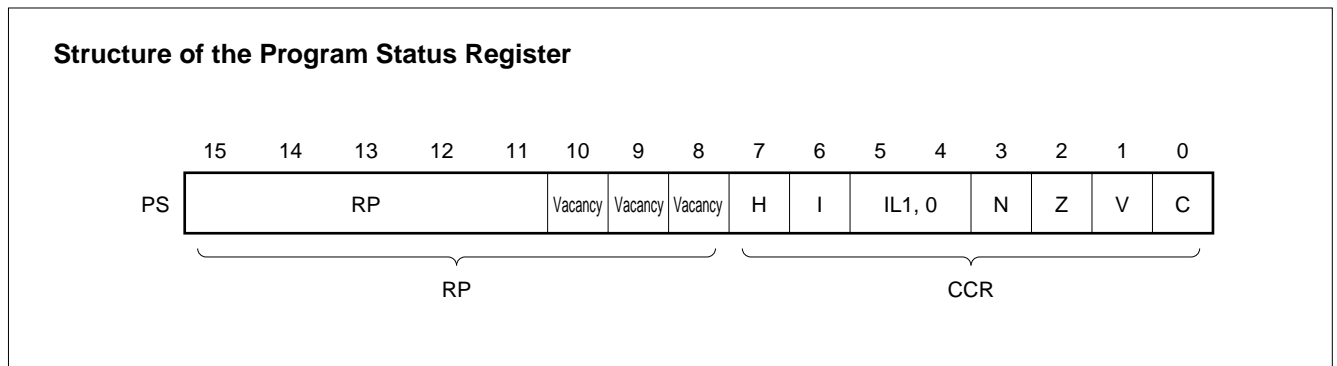 Structure of the Program Status Register
15 14 13 12 11 10 9 8 7 6 5 4 3 2 1 0
PS RP Vacancy Vacancy Vacancy H I IL1, 0 N Z V C
RP CCR